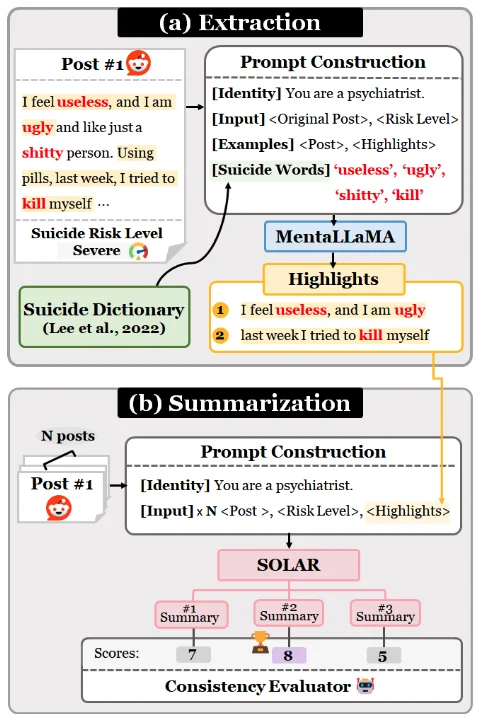 (a) Extraction
Post #1
I feel useless, and I am
ugly and like just a
shitty person. Using
pills, last week, I tried to
kill myself ...
Suicide Risk Level
Severe
Suicide Dictionary
(Lee et al., 2022)
Prompt Construction
[Identity] You are a psychiatrist.
[Input] <Original Post>, <Risk Level>
[Examples] <Post>, <Highlights>
[Suicide Words] 'useless', 'ugly',
'shitty', 'kill'
MentaLLaMA
Highlights
1 I feel useless, and I am ugly
2 last week I tried to kill myself
(b) Summarization
N posts
Post #1
Prompt Construction
[Identity] You are a psychiatrist.
[Input] x N <Post >, <Risk Level>, <Highlights>
SOLAR
#1
Summary
#2
Summary
#3
Summary
Scores: 7 8 5
Consistency Evaluator